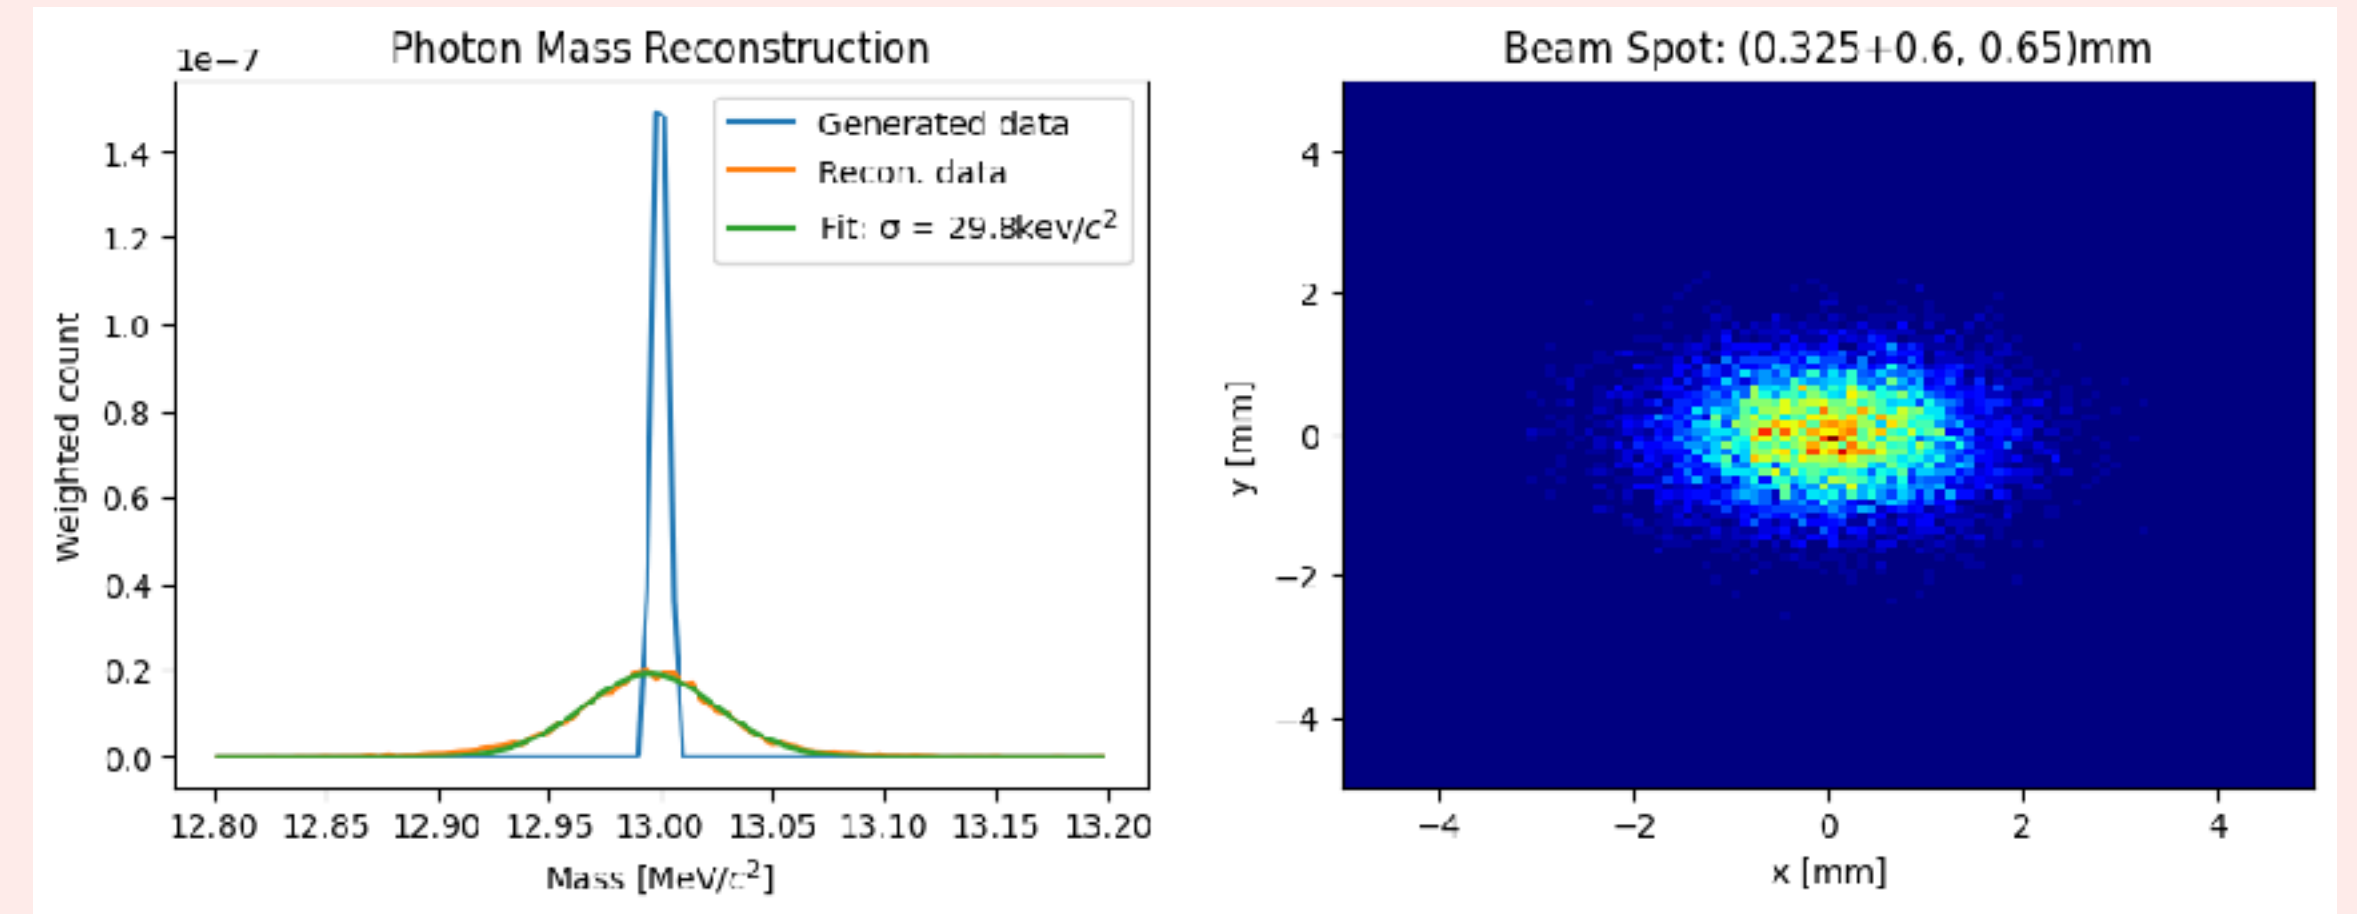 Photon Mass Reconstruction
1e−7
Generated data
Recon. data
Fit: σ = 29.8kev/c²
1.4
1.2
1.0
0.8
0.6
0.4
0.2
0.0
weighted count
12.80 12.85 12.90 12.95 13.00 13.05 13.10 13.15 13.20
Mass [MeV/c²]
Beam Spot: (0.325+0.6, 0.65)mm
4
2
0
−2
−4
y [mm]
−4 −2 0 2 4
x [mm]